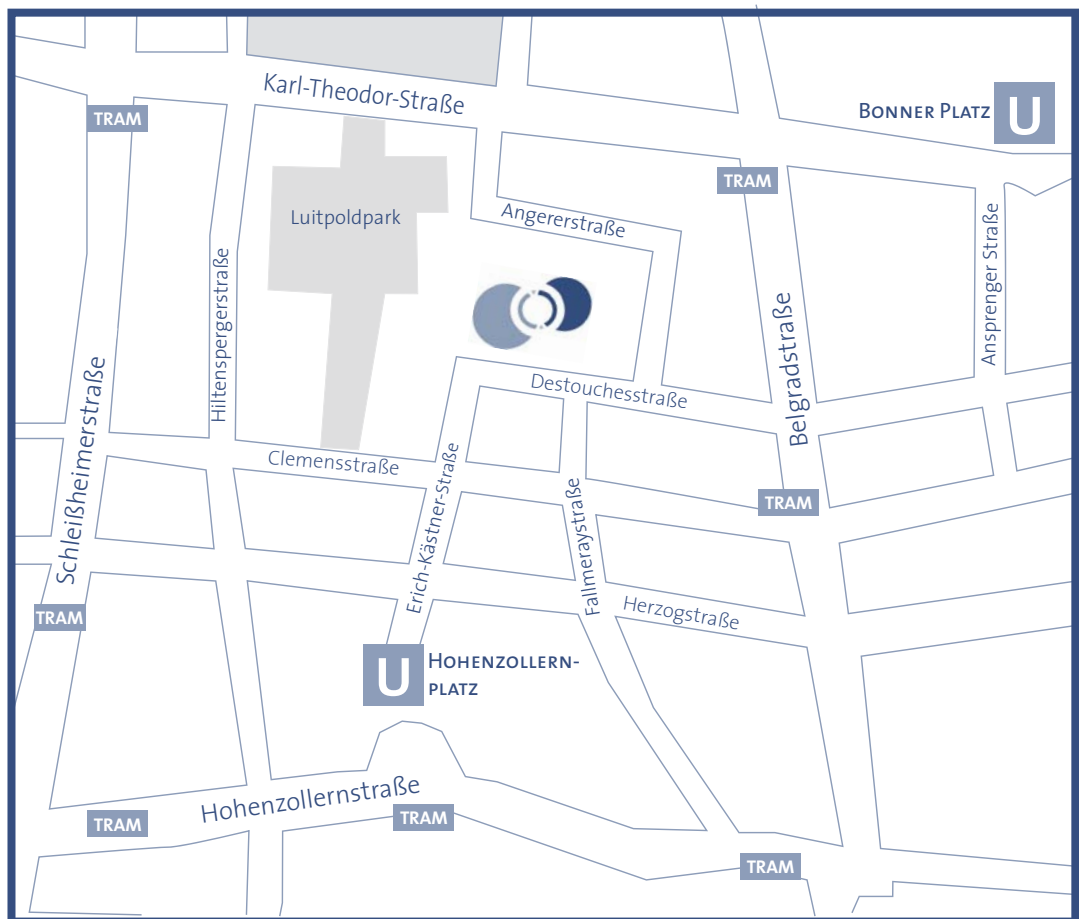 Karl-Theodor-Straße
BONNER PLATZ
U
TRAM
TRAM
Luitpoldpark
Angererstraße
Ansprenger Straße
Hiltenspergerstraße
Belgradstraße
Destouchesstraße
Schleißheimerstraße
Clemensstraße
Erich-Kästner-Straße
TRAM
Fallmeraystraße
Herzogstraße
TRAM
U
HOHENZOLLERN-
PLATZ
Hohenzollernstraße
TRAM
TRAM
TRAM